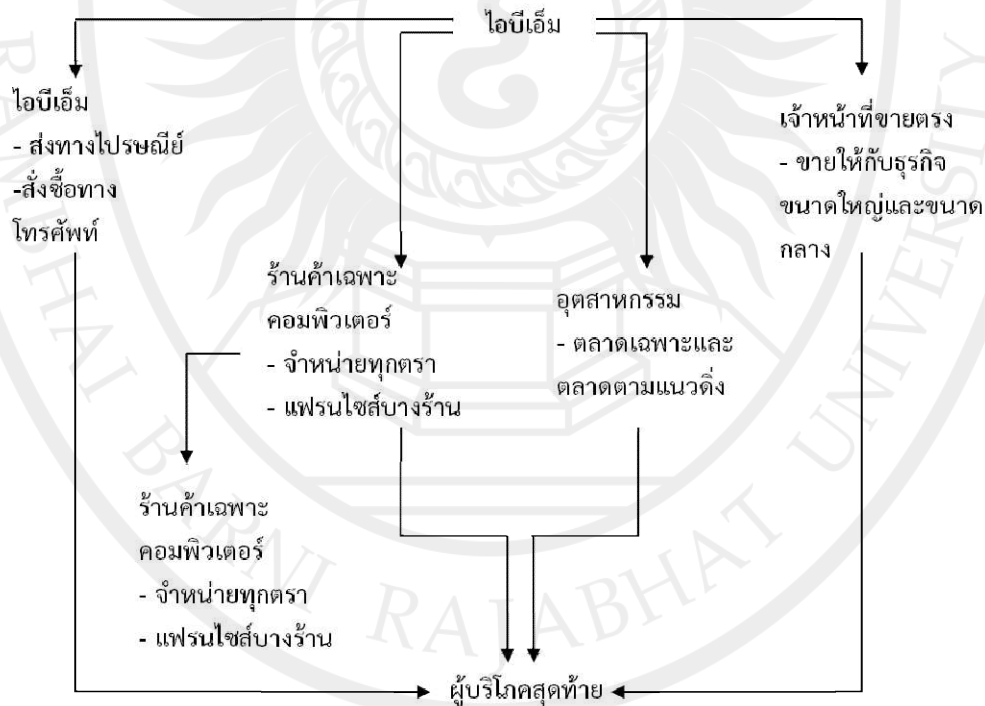 ไอบีเอ็ม
ไอบีเอ็ม
- ส่งทางไปรษณีย์
-สั่งซื้อทาง
โทรศัพท์
ร้านค้าเฉพาะ
คอมพิวเตอร์
- จำหน่ายทุกตรา
- แฟรนไชส์บางร้าน
อุตสาหกรรม
- ตลาดเฉพาะและ
ตลาดตามแนวดิ่ง
เจ้าหน้าที่ขายตรง
- ขายให้กับธุรกิจ
ขนาดใหญ่และขนาด
กลาง
ร้านค้าเฉพาะ
คอมพิวเตอร์
- จำหน่ายทุกตรา
- แฟรนไชส์บางร้าน
ผู้บริโภคสุดท้าย
BARNI RAJABHAT UNIVERSITY